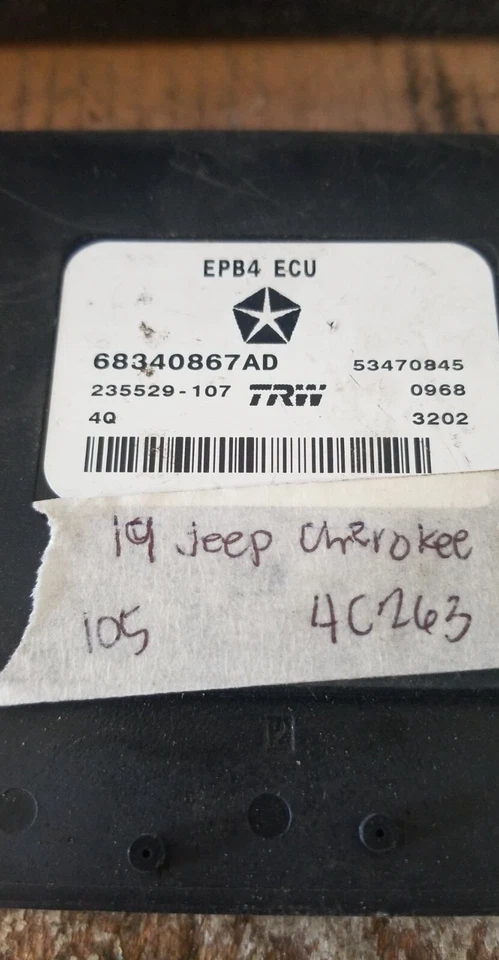 EPB4 ECU
68340867AD 53470845
235529-107 TRW 0968
4Q 3202
19 Jeep Cherokee
105 4C263